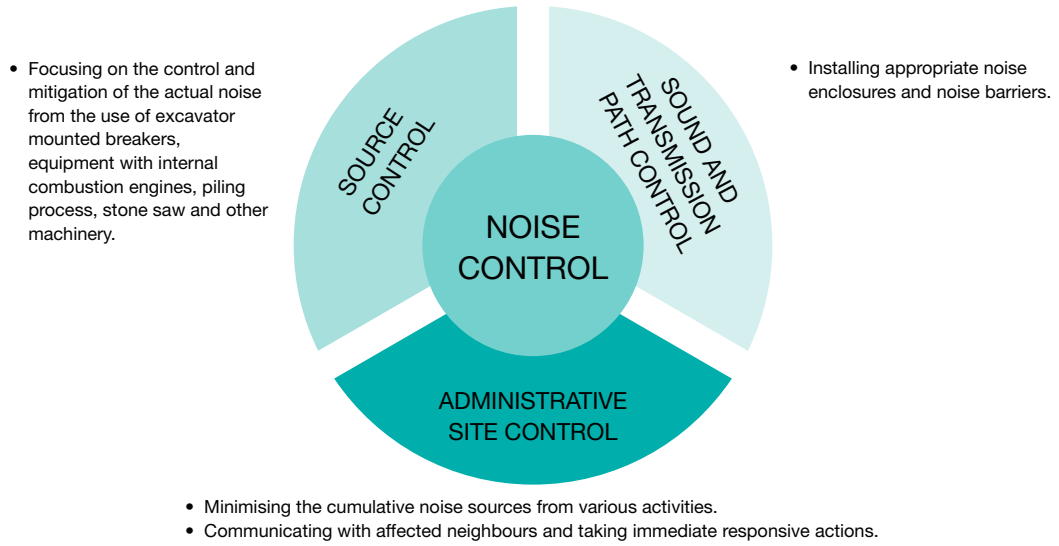 • Focusing on the control and
mitigation of the actual noise
from the use of excavator
mounted breakers,
equipment with internal
combustion engines, piling
process, stone saw and other
machinery.
SOURCE
CONTROL
SOUND AND
TRANSMISSION
PATH CONTROL
• Installing appropriate noise
enclosures and noise barriers.
NOISE
CONTROL
ADMINISTRATIVE
SITE CONTROL
• Minimising the cumulative noise sources from various activities.
• Communicating with affected neighbours and taking immediate responsive actions.